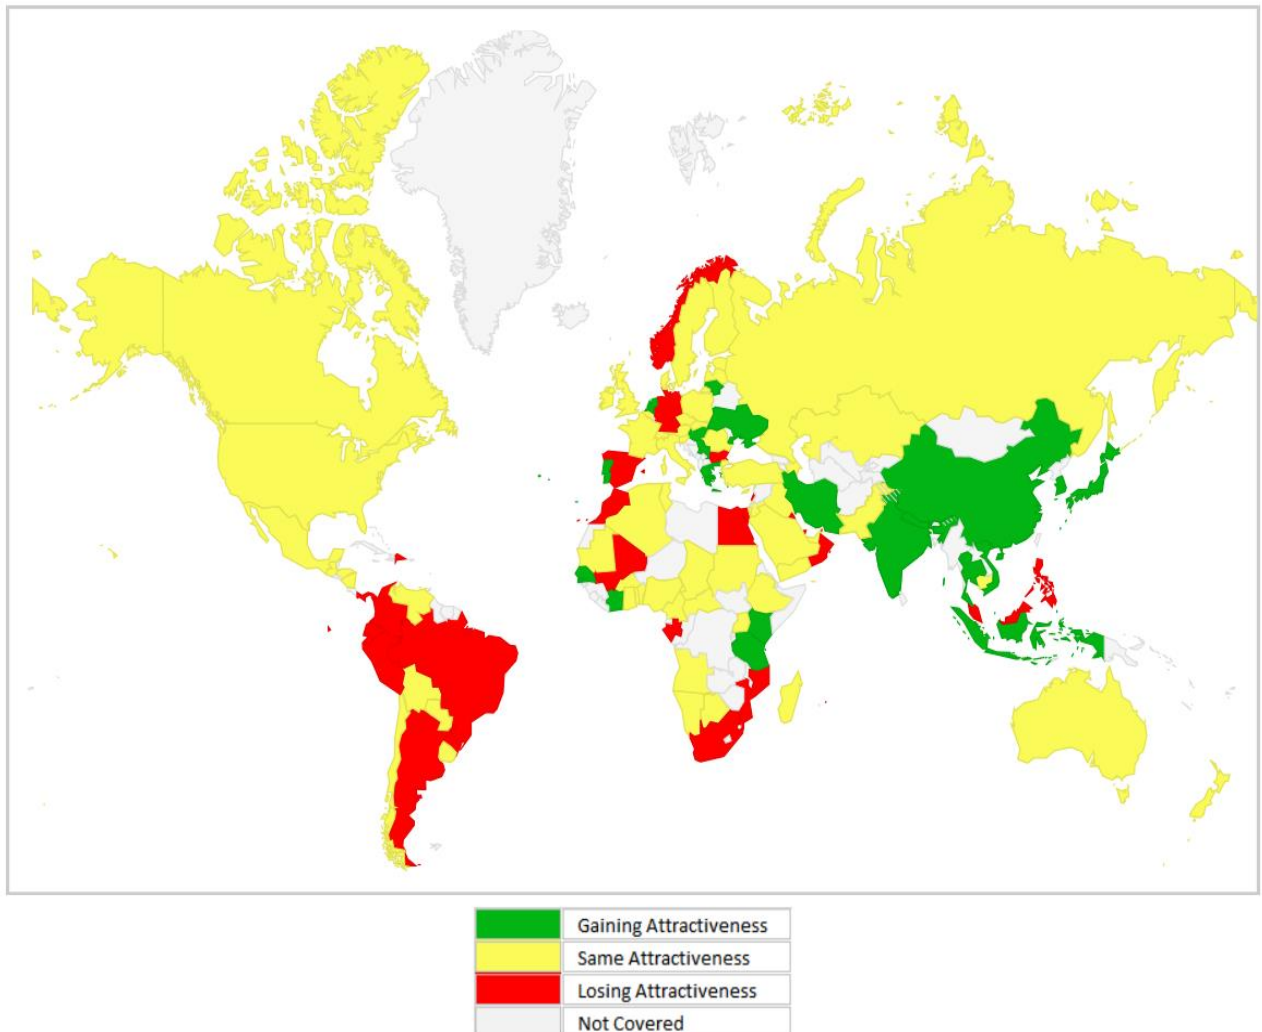 Gaining Attractiveness
Same Attractiveness
Losing Attractiveness
Not Covered